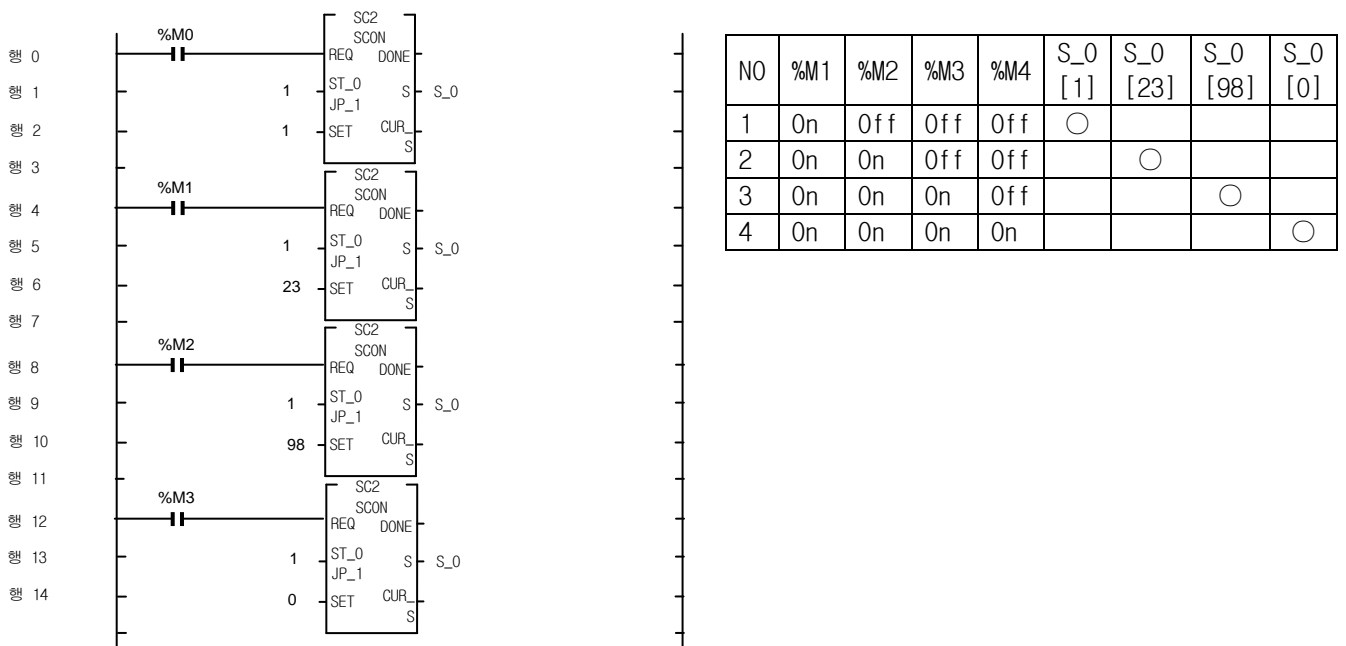 행 0
%M0
SC2
SCON
REQ DONE
행 1
1 ST_0 S S_0
JP_1
행 2
1 SET CUR_
S
행 3
SC2
%M1
SCON
행 4
REQ DONE
행 5
1 ST_0 S S_0
JP_1
행 6
23 SET CUR_
S
행 7
SC2
%M2
SCON
행 8
REQ DONE
행 9
1 ST_0 S S_0
JP_1
행 10
98 SET CUR_
S
행 11
SC2
%M3
SCON
행 12
REQ DONE
행 13
1 ST_0 S S_0
JP_1
행 14
0 SET CUR_
S
NO %M1 %M2 %M3 %M4 S_0 [1] S_0 [23] S_0 [98] S_0 [0]
1 On Off Off Off ○
2 On On Off Off ○
3 On On On Off ○
4 On On On On ○